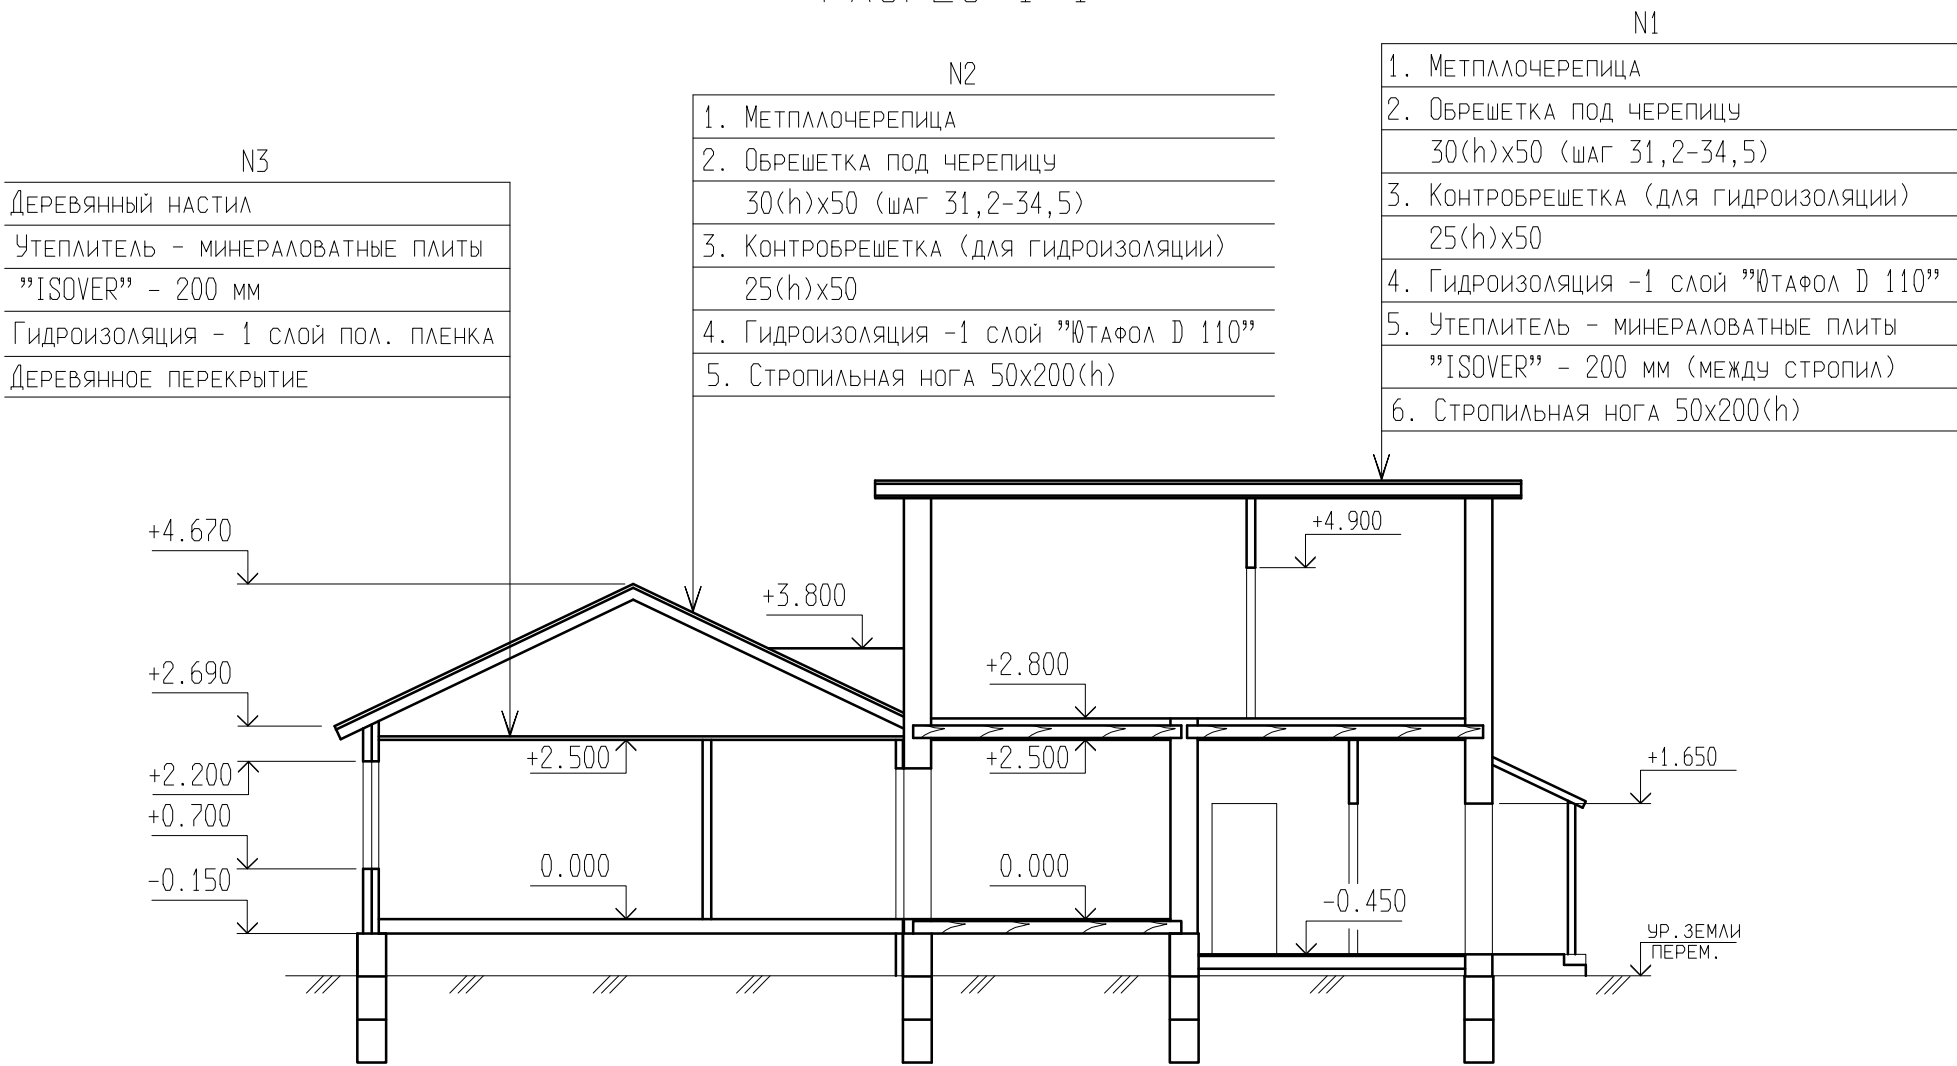 N1
1. Метпллочерепица
2. Обрешетка под черепицу
30(h)x50 (шаг 31,2-34,5)
3. Контробрешетка (для гидроизоляции)
25(h)x50
4. Гидроизоляция -1 слой "Ютафол D 110"
5. Утеплитель - минераловатные плиты
"ISOVER" - 200 мм (между стропил)
6. Стропильная нога 50x200(h)
N2
1. Метпллочерепица
2. Обрешетка под черепицу
30(h)x50 (шаг 31,2-34,5)
3. Контробрешетка (для гидроизоляции)
25(h)x50
4. Гидроизоляция -1 слой "Ютафол D 110"
5. Стропильная нога 50x200(h)
N3
Деревянный настил
Утеплитель - минераловатные плиты
"ISOVER" - 200 мм
Гидроизоляция - 1 слой пол. пленка
Деревянное перекрытие
+4.670
+2.690
+2.200
+0.700
-0.150
+3.800
+4.900
+2.800
+2.500
+2.500
+1.650
0.000
0.000
-0.450
ур.земли
перем.